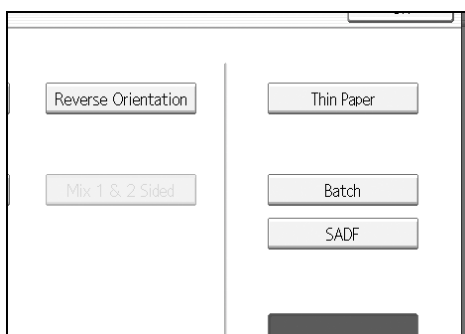 Reverse Orientation
Thin Paper
Mix 1 & 2 Sided
Batch
SADF